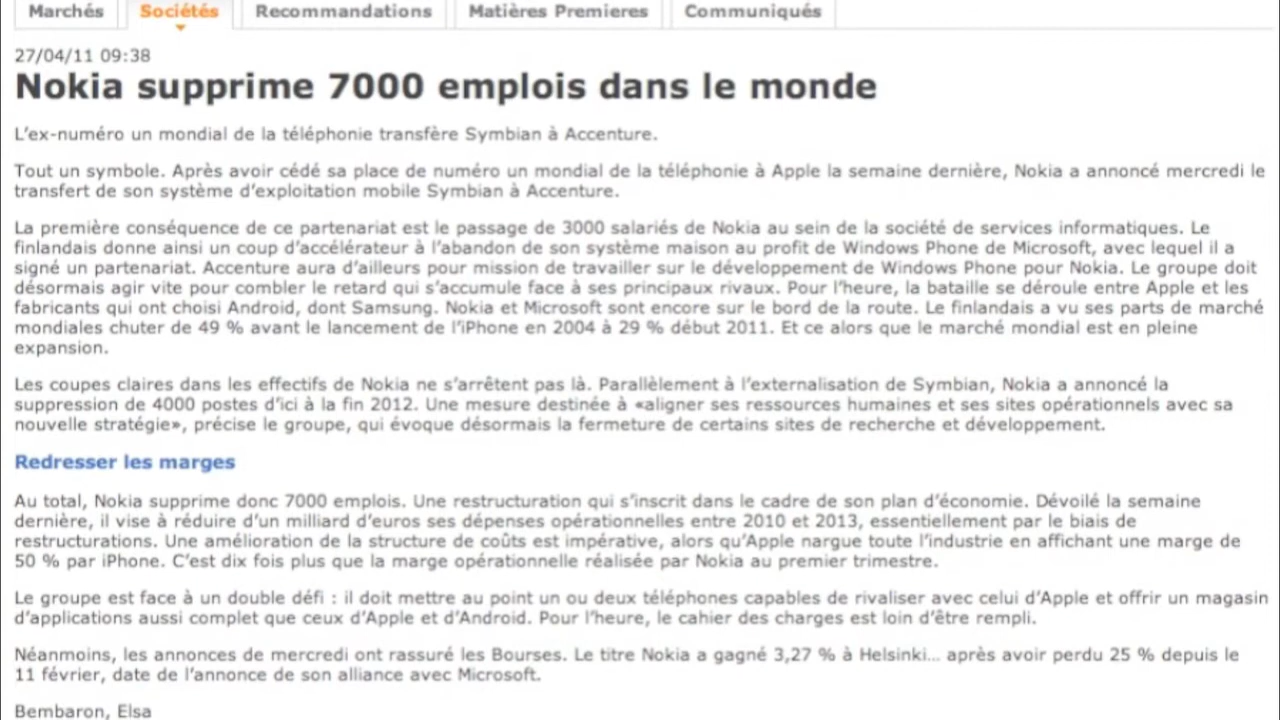 Marchés Sociétés Recommandations Matières Premieres Communiqués
27/04/11 09:38
Nokia supprime 7000 emplois dans le monde
L'ex-numéro un mondial de la téléphonie transfère Symbian à Accenture.
Tout un symbole. Après avoir cédé sa place de numéro un mondial de la téléphonie à Apple la semaine dernière, Nokia a annoncé mercredi le
transfert de son système d'exploitation mobile Symbian à Accenture.
La première conséquence de ce partenariat est le passage de 3000 salariés de Nokia au sein de la société de services informatiques. Le
finlandais donne ainsi un coup d'accélérateur à l'abandon de son système maison au profit de Windows Phone de Microsoft, avec lequel il a
signé un partenariat. Accenture aura d'ailleurs pour mission de travailler sur le développement de Windows Phone pour Nokia. Le groupe doit
désormais agir vite pour combler le retard qui s'accumule face à ses principaux rivaux. Pour l'heure, la bataille se déroule entre Apple et les
fabricants qui ont choisi Android, dont Samsung. Nokia et Microsoft sont encore sur le bord de la route. Le finlandais a vu ses parts de marché
mondiales chuter de 49 % avant le lancement de l'iPhone en 2004 à 29 % début 2011. Et ce alors que le marché mondial est en pleine
expansion.
Les coupes claires dans les effectifs de Nokia ne s'arrêtent pas là. Parallèlement à l'externalisation de Symbian, Nokia a annoncé la
suppression de 4000 postes d'ici à la fin 2012. Une mesure destinée à «aligner ses ressources humaines et ses sites opérationnels avec sa
nouvelle stratégie», précise le groupe, qui évoque désormais la fermeture de certains sites de recherche et développement.
Redresser les marges
Au total, Nokia supprime donc 7000 emplois. Une restructuration qui s'inscrit dans le cadre de son plan d'économie. Dévoilé la semaine
dernière, il vise à réduire d'un milliard d'euros ses dépenses opérationnelles entre 2010 et 2013, essentiellement par le biais de
restructurations. Une amélioration de la structure de coûts est impérative, alors qu'Apple nargue toute l'industrie en affichant une marge de
50 % par iPhone. C'est dix fois plus que la marge opérationnelle réalisée par Nokia au premier trimestre.
Le groupe est face à un double défi : il doit mettre au point un ou deux téléphones capables de rivaliser avec celui d'Apple et offrir un magasin
d'applications aussi complet que ceux d'Apple et d'Android. Pour l'heure, le cahier des charges est loin d'être rempli.
Néanmoins, les annonces de mercredi ont rassuré les Bourses. Le titre Nokia a gagné 3,27 % à Helsinki... après avoir perdu 25 % depuis le
11 février, date de l'annonce de son alliance avec Microsoft.
Bembaron, Elsa